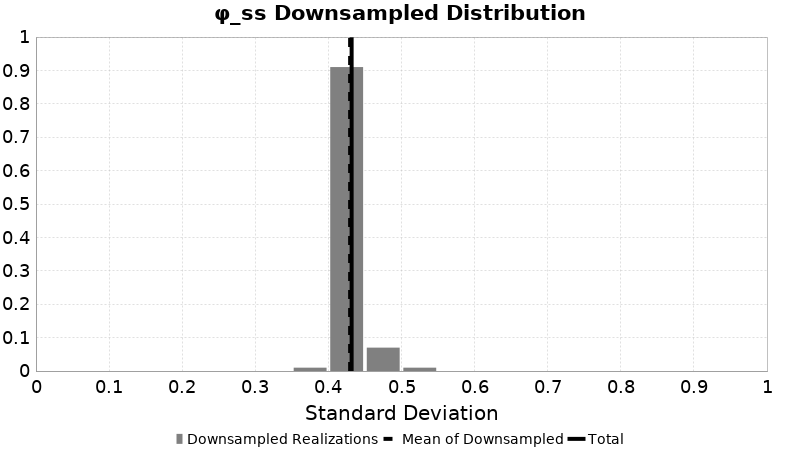 φ_ss Downsampled Distribution
1
0.9
0.8
0.7
0.6
0.5
0.4
0.3
0.2
0.1
0
0 0.1 0.2 0.3 0.4 0.5 0.6 0.7 0.8 0.9 1
Standard Deviation
Downsampled Realizations Mean of Downsampled Total